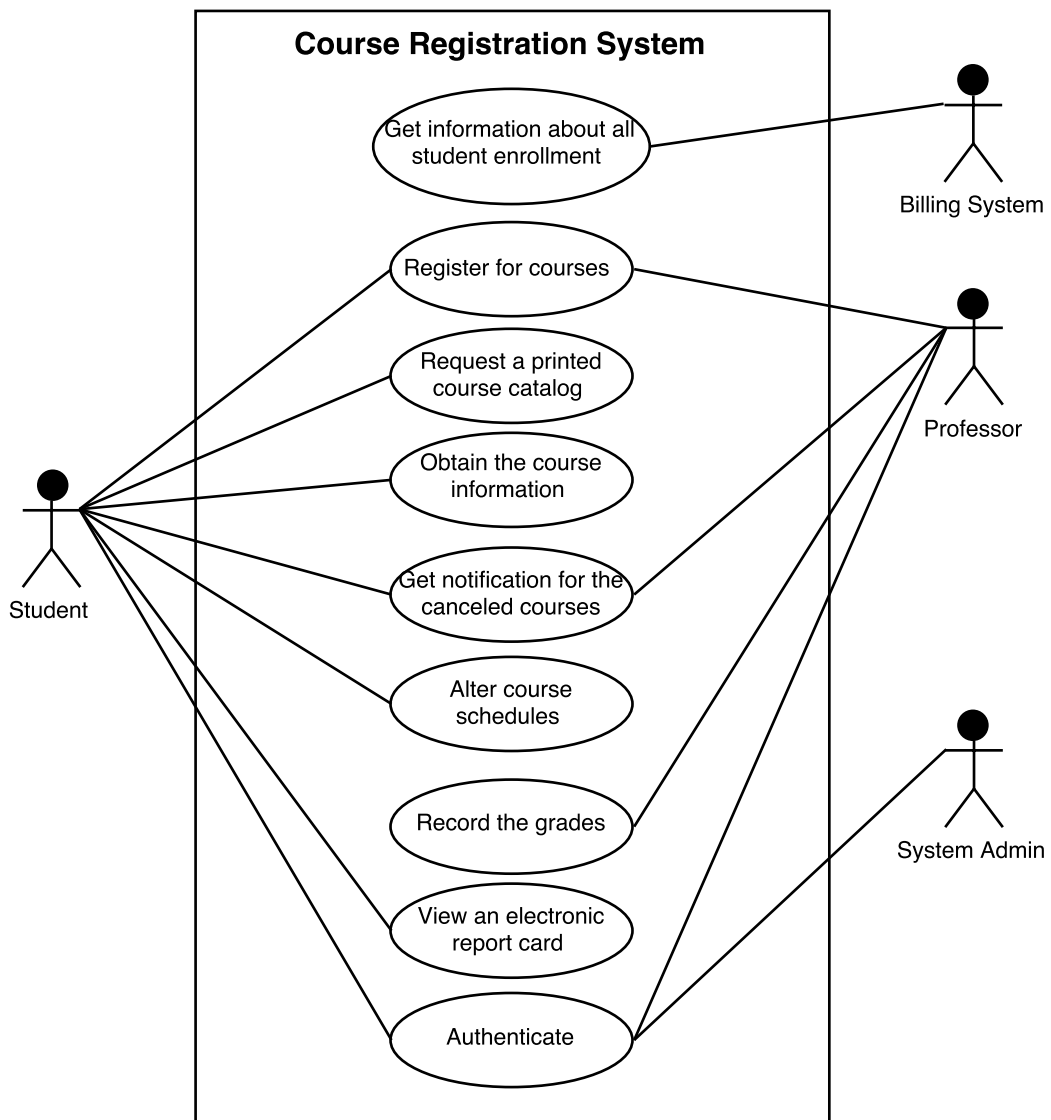 Course Registration System
Get information about all
student enrollment
Billing System
Register for courses
Request a printed
course catalog
Professor
Obtain the course
information
Get notification for the
canceled courses
Student
Alter course
schedules
Record the grades
System Admin
View an electronic
report card
Authenticate